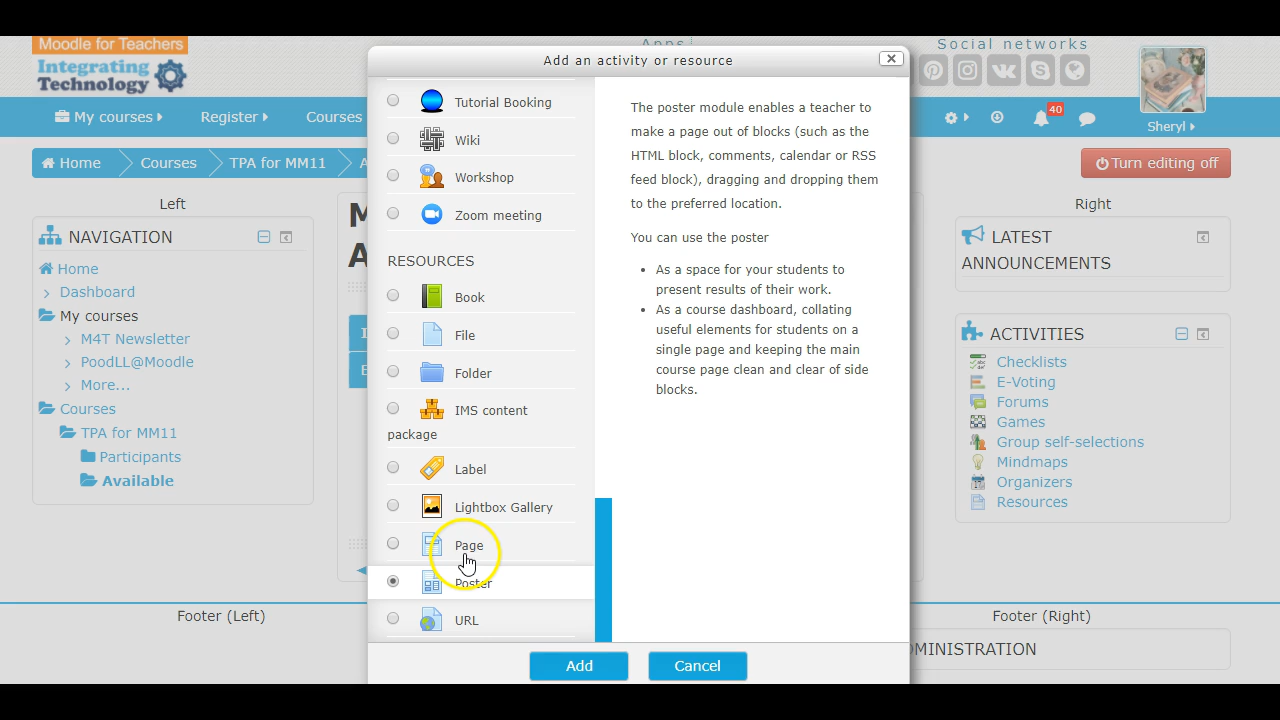 Moodle for Teachers
Integrating
Technology
Apps
Social networks
My courses
Register
Courses
40
Sheryl
Home
Courses
TPA for MM11
A
Turn editing off
Left
Right
NAVIGATION
Home
Dashboard
My courses
M4T Newsletter
PoodLL@Moodle
More...
Courses
TPA for MM11
Participants
Available
Add an activity or resource
Tutorial Booking
Wiki
Workshop
Zoom meeting
RESOURCES
Book
File
Folder
IMS content
package
Label
Lightbox Gallery
Page
Poster
URL
The poster module enables a teacher to
make a page out of blocks (such as the
HTML block, comments, calendar or RSS
feed block), dragging and dropping them
to the preferred location.
You can use the poster
• As a space for your students to
present results of their work.
• As a course dashboard, collating
useful elements for students on a
single page and keeping the main
course page clean and clear of side
blocks.
Add
Cancel
LATEST
ANNOUNCEMENTS
ACTIVITIES
Checklists
E-Voting
Forums
Games
Group self-selections
Mindmaps
Organizers
Resources
Footer (Left)
Footer (Right)
DMINISTRATION